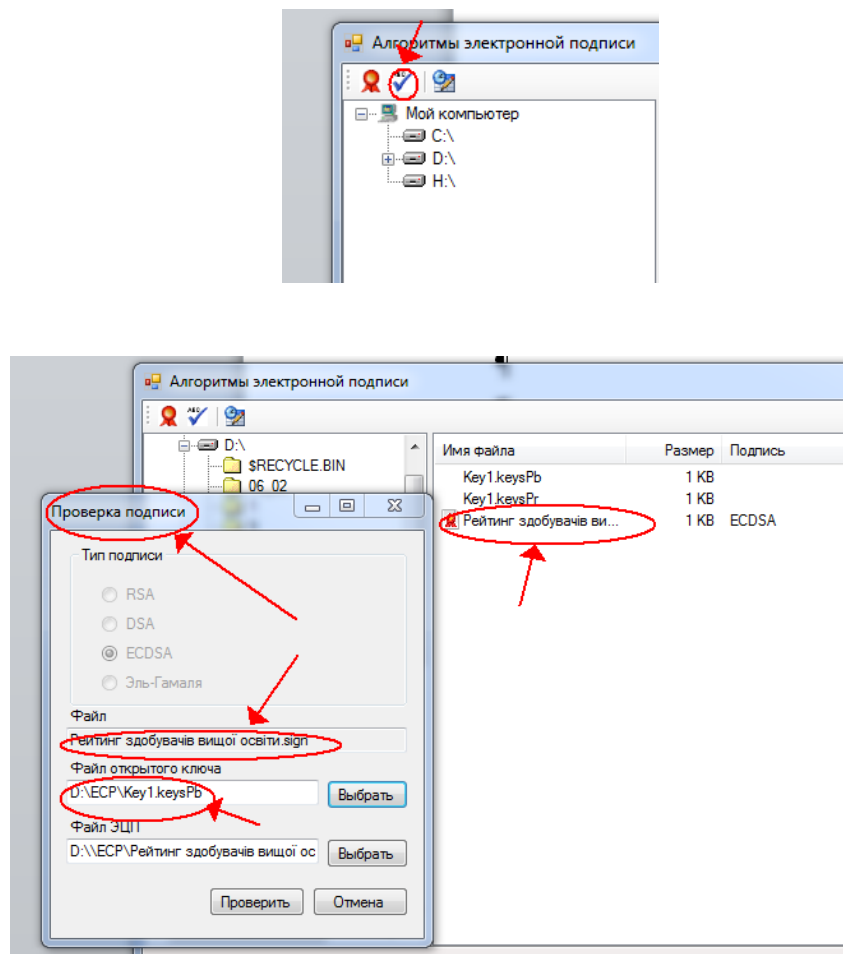 Алгоритмы электронной подписи
ABC
Мой компьютер
C:\
D:\
H:\
Алгоритмы электронной подписи
ABC
D:\
$RECYCLE.BIN
06_02
Имя файла Размер Подпись
Key1.keysPb 1 KB
Key1.keysPr 1 KB
Рейтинг здобувачів ви... 1 KB ECDSA
Проверка подписи
Тип подписи
RSA
DSA
ECDSA
Эль-Гамаля
Файл
Рейтинг здобувачів вищої освіти.sign
Файл открытого ключа
D:\ECP\Key1.keysPb Выбрать
Файл ЭЦП
D:\\ECP\Рейтинг здобувачів вищої ос Выбрать
Проверить Отмена